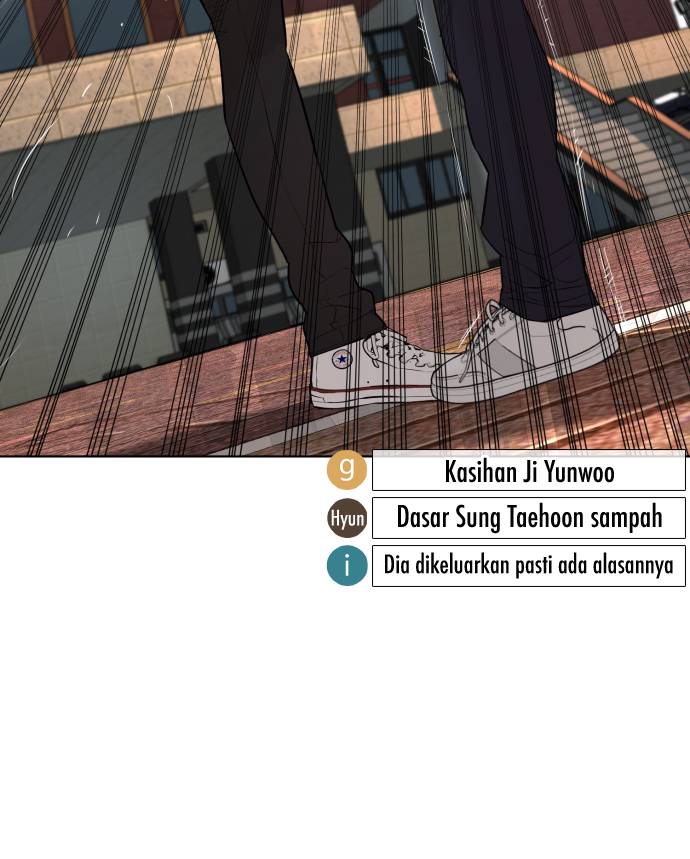 g Kasihan Ji Yunwoo
Hyun Dasar Sung Taehoon sampah
i Dia dikeluarkan pasti ada alasannya